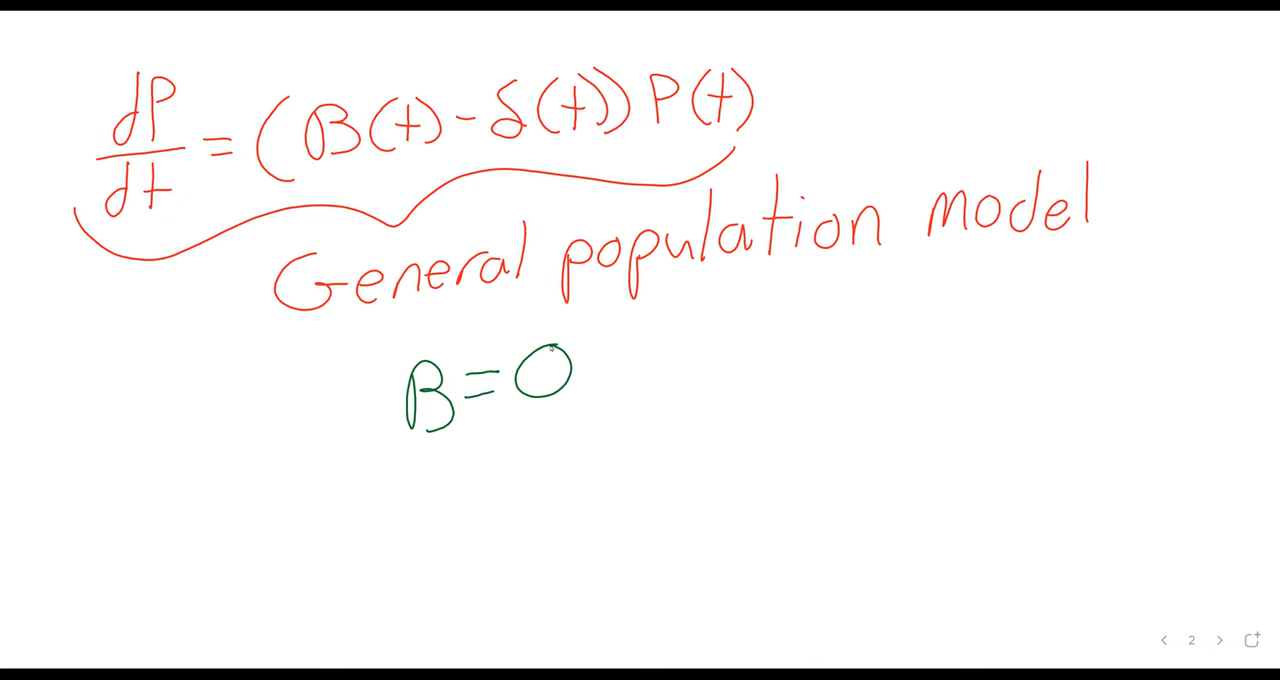 dP/dt = (β(t) - δ(t)) P(t)
General population model
β = 0
2